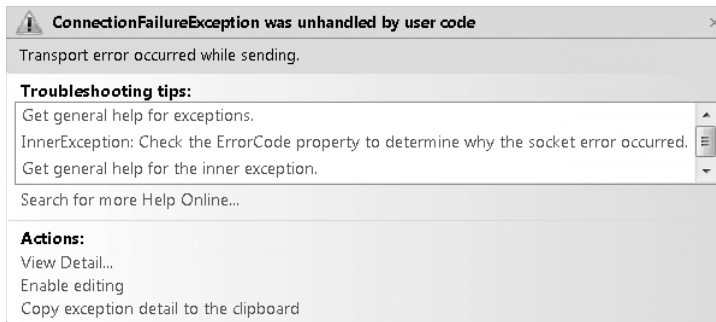 ConnectionFailureException was unhandled by user code
Transport error occurred while sending.
Troubleshooting tips:
Get general help for exceptions.
InnerException: Check the ErrorCode property to determine why the socket error occurred.
Get general help for the inner exception.
Search for more Help Online...
Actions:
View Detail...
Enable editing
Copy exception detail to the clipboard